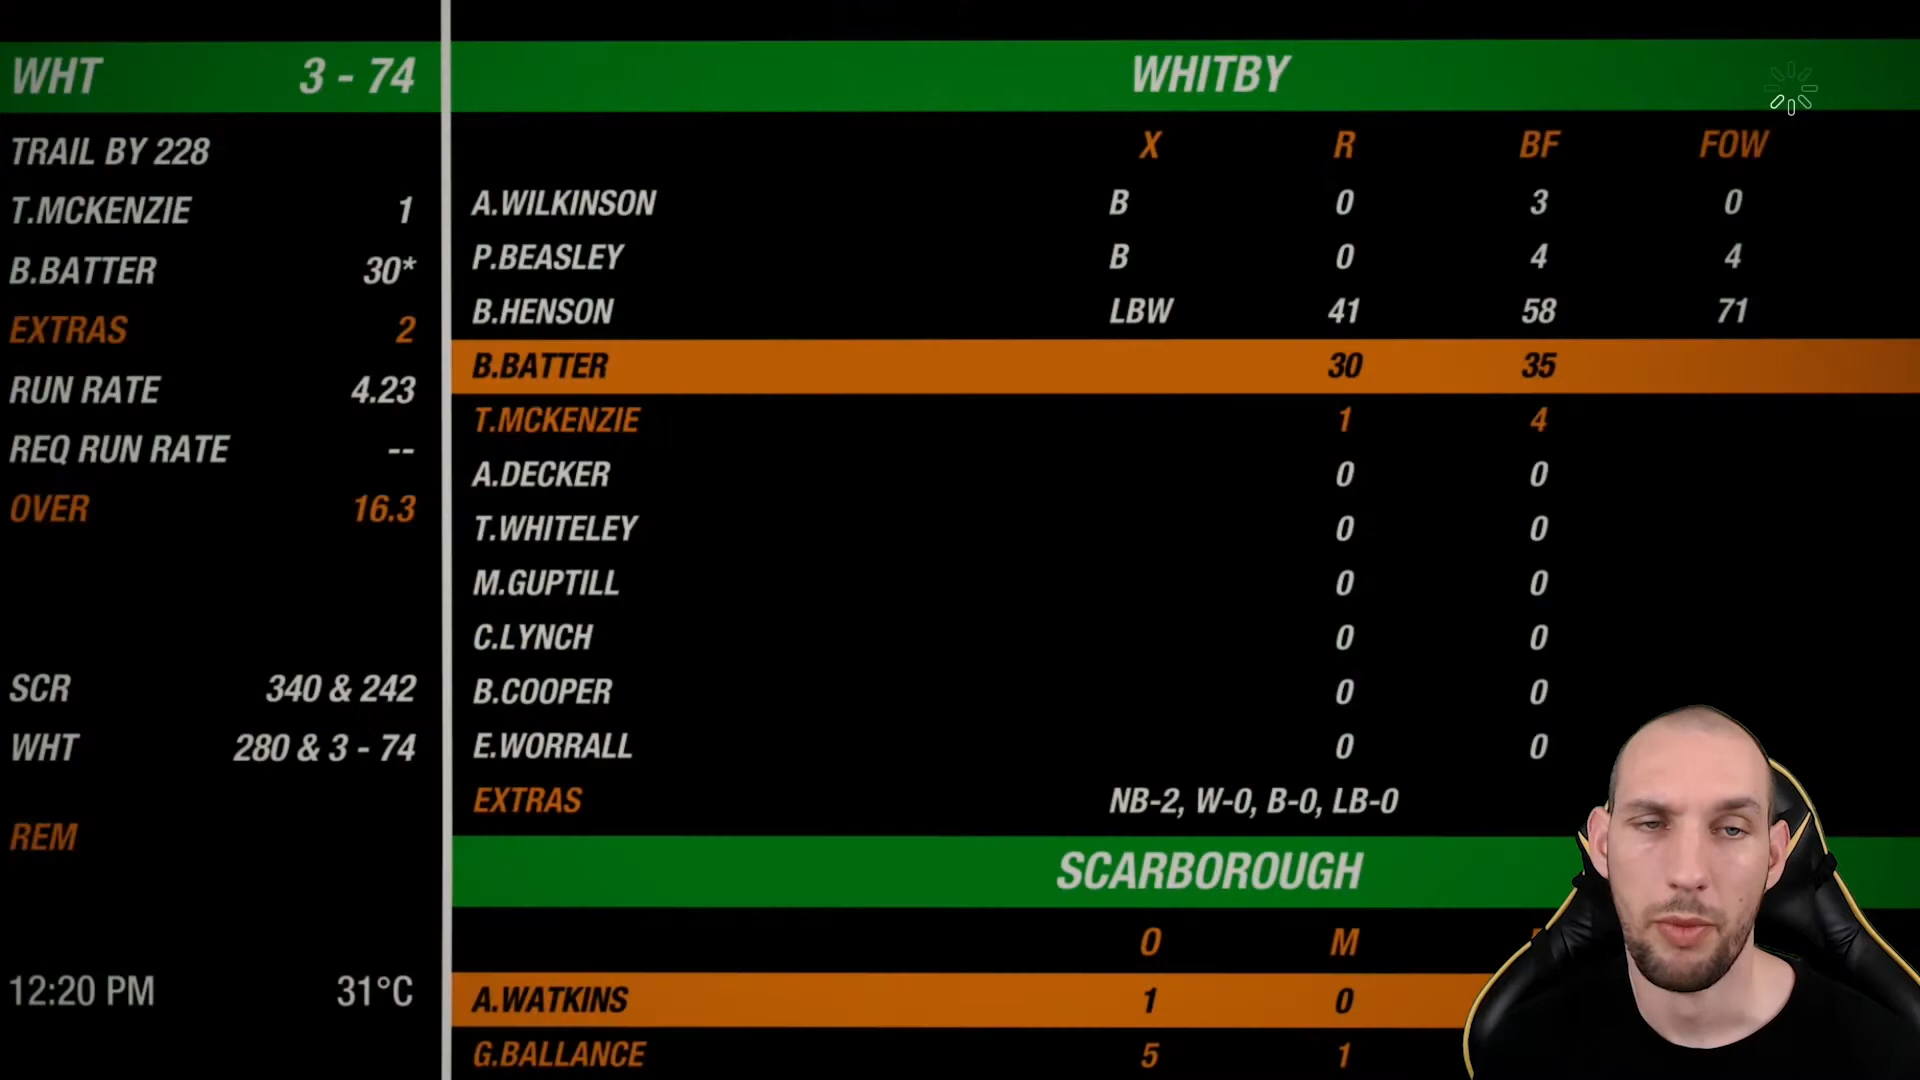 WHT 3 - 74
TRAIL BY 228
T.MCKENZIE 1
B.BATTER 30*
EXTRAS 2
RUN RATE 4.23
REQ RUN RATE --
OVER 16.3
SCR 340 & 242
WHT 280 & 3 - 74
REM
12:20 PM 31°C
WHITBY
X R BF FOW
A.WILKINSON B 0 3 0
P.BEASLEY B 0 4 4
B.HENSON LBW 41 58 71
B.BATTER 30 35
T.MCKENZIE 1 4
A.DECKER 0 0
T.WHITELEY 0 0
M.GUPTILL 0 0
C.LYNCH 0 0
B.COOPER 0 0
E.WORRALL 0 0
EXTRAS NB-2, W-0, B-0, LB-0
SCARBOROUGH
O M
A.WATKINS 1 0
G.BALLANCE 5 1